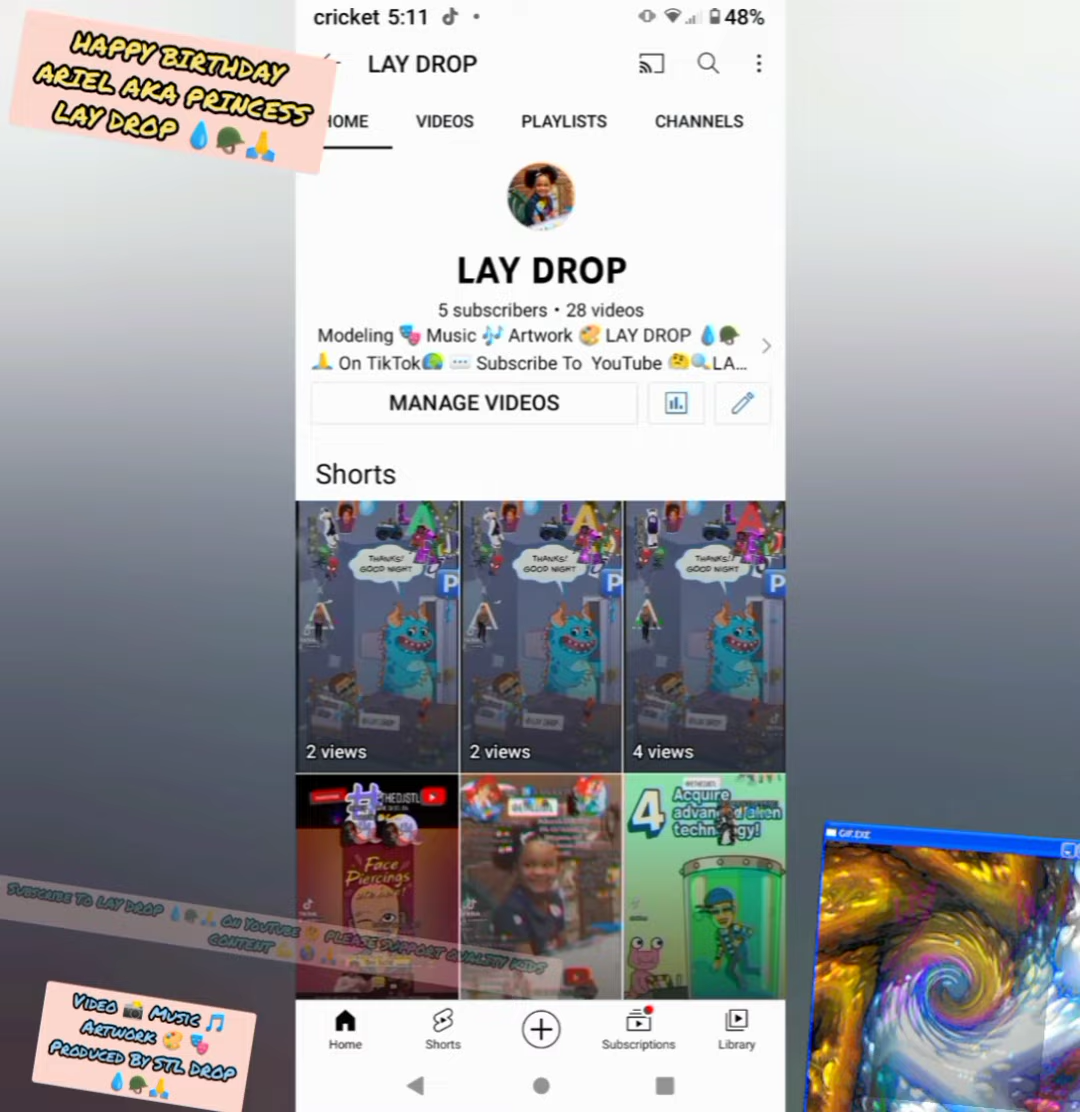 cricket 5:11
48%
HAPPY BIRTHDAY
ARIEL AKA PRINCESS
LAY DROP 💧🪖🙏
LAY DROP
HOME VIDEOS PLAYLISTS CHANNELS
LAY DROP
5 subscribers • 28 videos
Modeling 🎭 Music 🎶 Artwork 🎨 LAY DROP 💧🪖
🙏 On TikTok🌍 💬 Subscribe To YouTube 🤔🔍LA...
MANAGE VIDEOS
Shorts
THANKS!
GOOD NIGHT
P
THANKS!
GOOD NIGHT
P
THANKS!
GOOD NIGHT
P
2 views
2 views
4 views
#THEDJSTL
Face
Piercings
4 Acquire
advanced alien
technology!
GIF.EXE
SUBSCRIBE TO LAY DROP 💧🪖🙏 ON YOUTUBE 🤔 PLEASE SUPPORT QUALITY KIDS
CONTENT
VIDEO 📸 MUSIC 🎵
ARTWORK 🎨 🎭
PRODUCED BY STL DROP
💧🪖🙏
Home Shorts Subscriptions Library